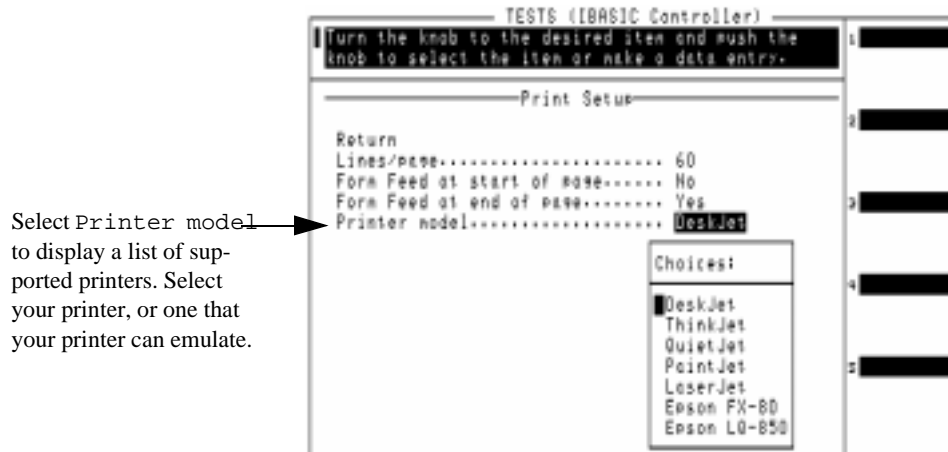 TESTS (IBASIC Controller)
Turn the knob to the desired item and push the
knob to select the item or make a data entry.
1
Print Setup
2
Return
Lines/page...................... 60
Form Feed at start of page...... No
Form Feed at end of page........ Yes
3
Printer model................... DeskJet
Select Printer model
to display a list of sup-
ported printers. Select
your printer, or one that
your printer can emulate.
Choices:
4
DeskJet
ThinkJet
QuietJet
PaintJet
LaserJet
Epson FX-80
Epson LQ-850
5